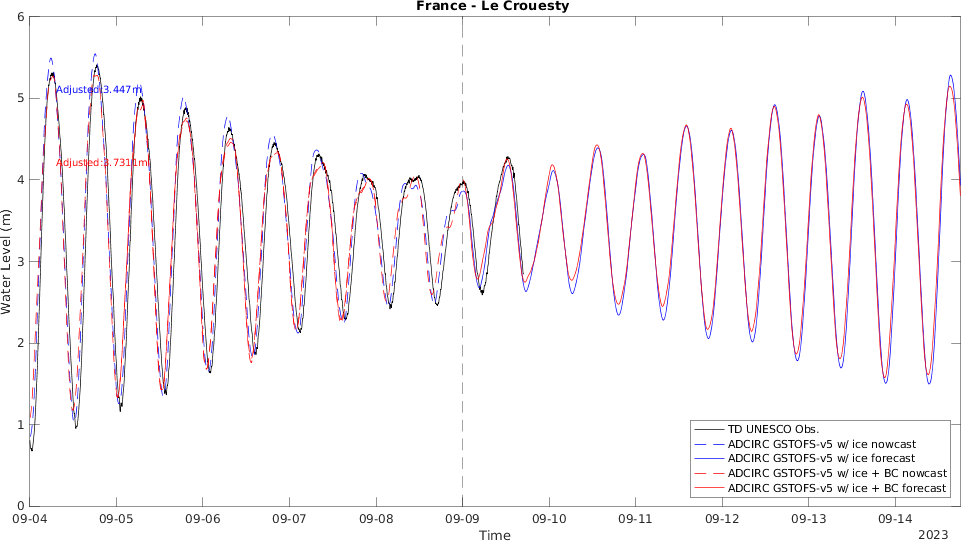 France - Le Crouesty
6
5
4
3
2
1
0
Water Level (m)
Adjusted:3.447m
Adjusted:3.7311m
TD UNESCO Obs.
ADCIRC GSTOFS-v5 w/ ice nowcast
ADCIRC GSTOFS-v5 w/ ice forecast
ADCIRC GSTOFS-v5 w/ ice + BC nowcast
ADCIRC GSTOFS-v5 w/ ice + BC forecast
09-04 09-05 09-06 09-07 09-08 09-09 09-10 09-11 09-12 09-13 09-14
Time
2023